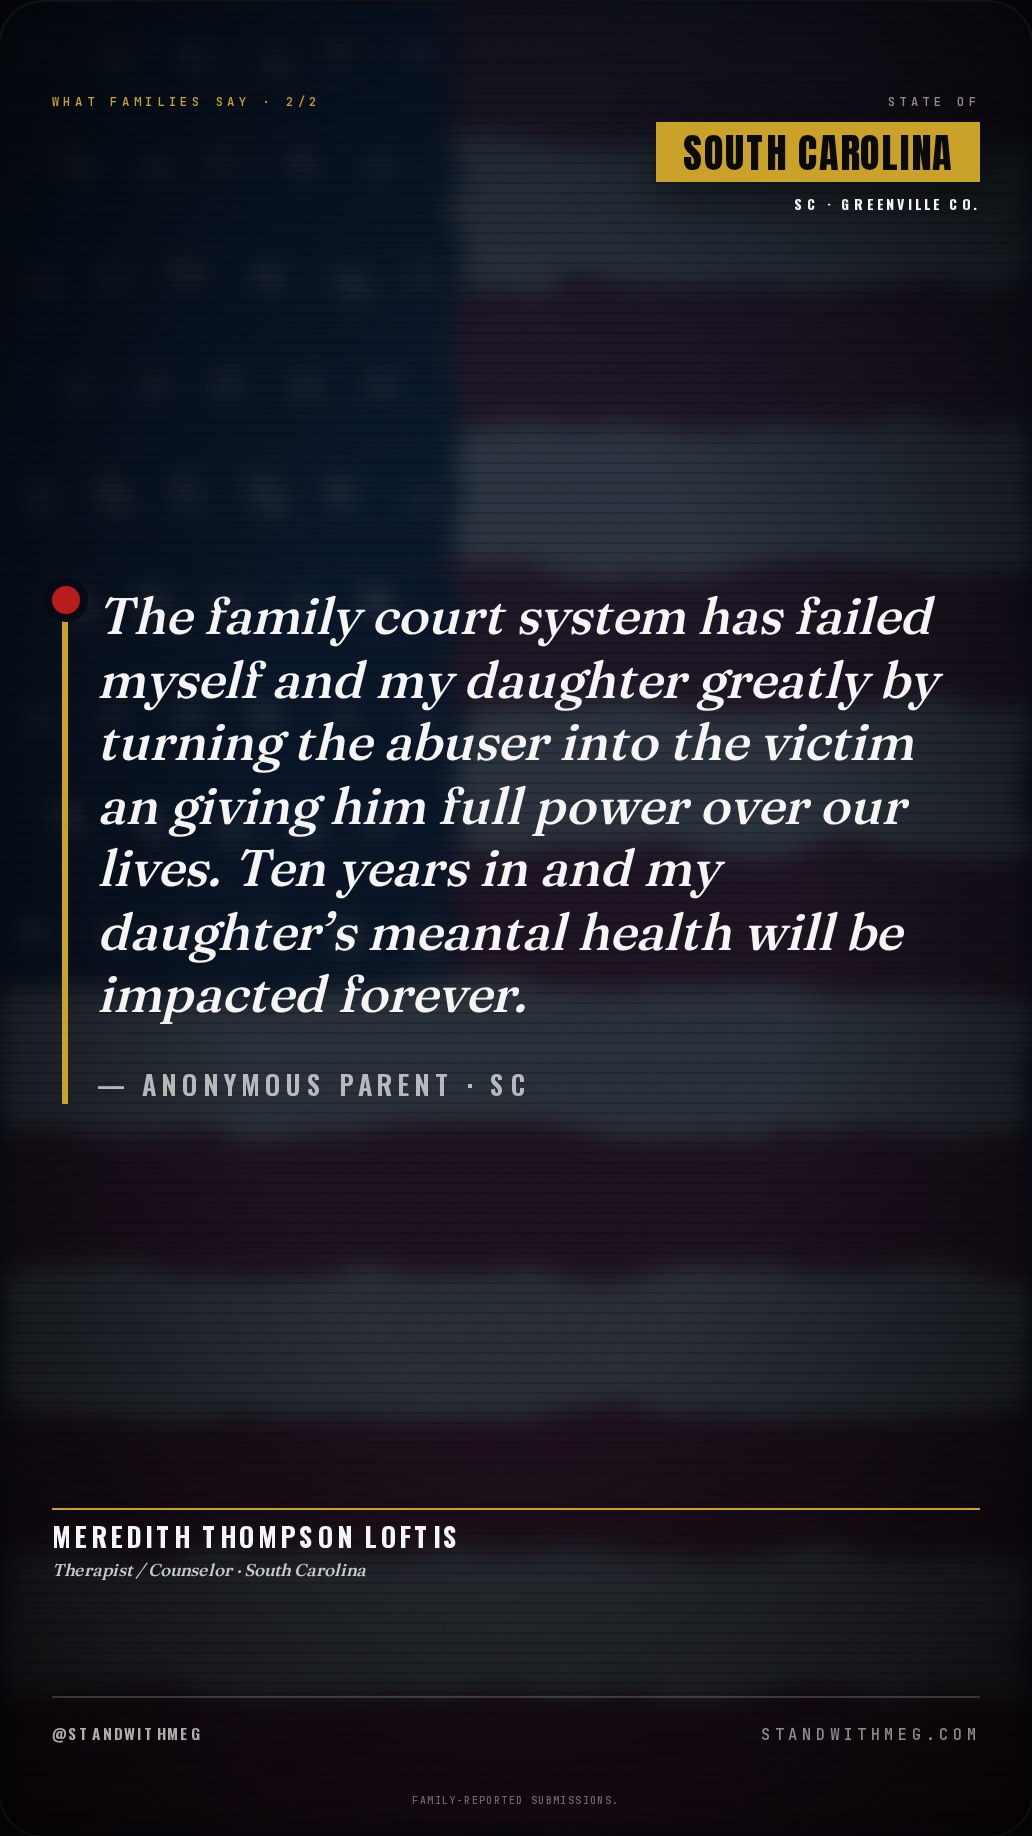 WHAT FAMILIES SAY · 2/2
STATE OF
SOUTH CAROLINA
SC · GREENVILLE CO.
The family court system has failed
myself and my daughter greatly by
turning the abuser into the victim
an giving him full power over our
lives. Ten years in and my
daughter’s meantal health will be
impacted forever.
— ANONYMOUS PARENT · SC
MEREDITH THOMPSON LOFTIS
Therapist / Counselor · South Carolina
@STANDWITHMEG
STANDWITHMEG.COM
FAMILY-REPORTED SUBMISSIONS.